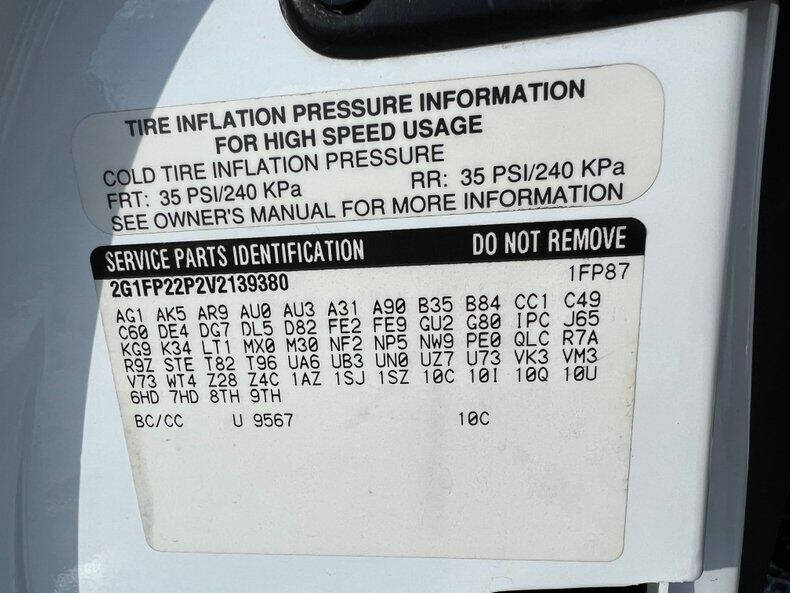 TIRE INFLATION PRESSURE INFORMATION
FOR HIGH SPEED USAGE
COLD TIRE INFLATION PRESSURE
FRT: 35 PSI/240 KPa RR: 35 PSI/240 KPa
SEE OWNER'S MANUAL FOR MORE INFORMATION
SERVICE PARTS IDENTIFICATION DO NOT REMOVE
2G1FP22P2V2139380 1FP87
AG1 AK5 AR9 AU0 AU3 A31 A90 B35 B84 CC1 C49
C60 DE4 DG7 DL5 D82 FE2 FE9 GU2 G80 IPC J65
KG9 K34 LT1 MX0 M30 NF2 NP5 NW9 PE0 QLC R7A
R9Z STE T82 T96 UA6 UB3 UN0 UZ7 U73 VK3 VM3
V73 WT4 Z28 Z4C 1AZ 1SJ 1SZ 10C 10I 10Q 10U
6HD 7HD 8TH 9TH
BC/CC U 9567 10C